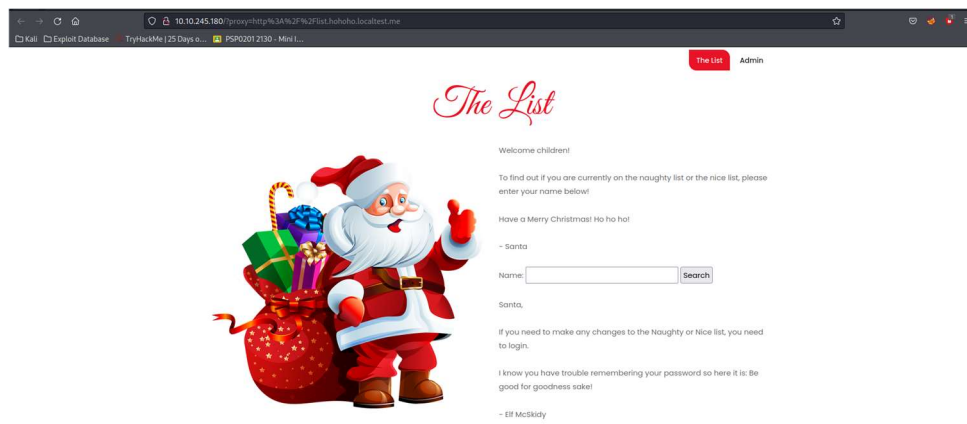 10.10.245.180/?proxy=http%3A%2F%2Flist.hohoho.localtest.me
Kali Exploit Database TryHackMe | 25 Days o... PSP0201 2130 - Mini I...
The List Admin
The List
Welcome children!
To find out if you are currently on the naughty list or the nice list, please
enter your name below!
Have a Merry Christmas! Ho ho ho!
- Santa
Name: Search
Santa,
If you need to make any changes to the Naughty or Nice list, you need
to login.
I know you have trouble remembering your password so here it is: Be
good for goodness sake!
- Elf McSkidy